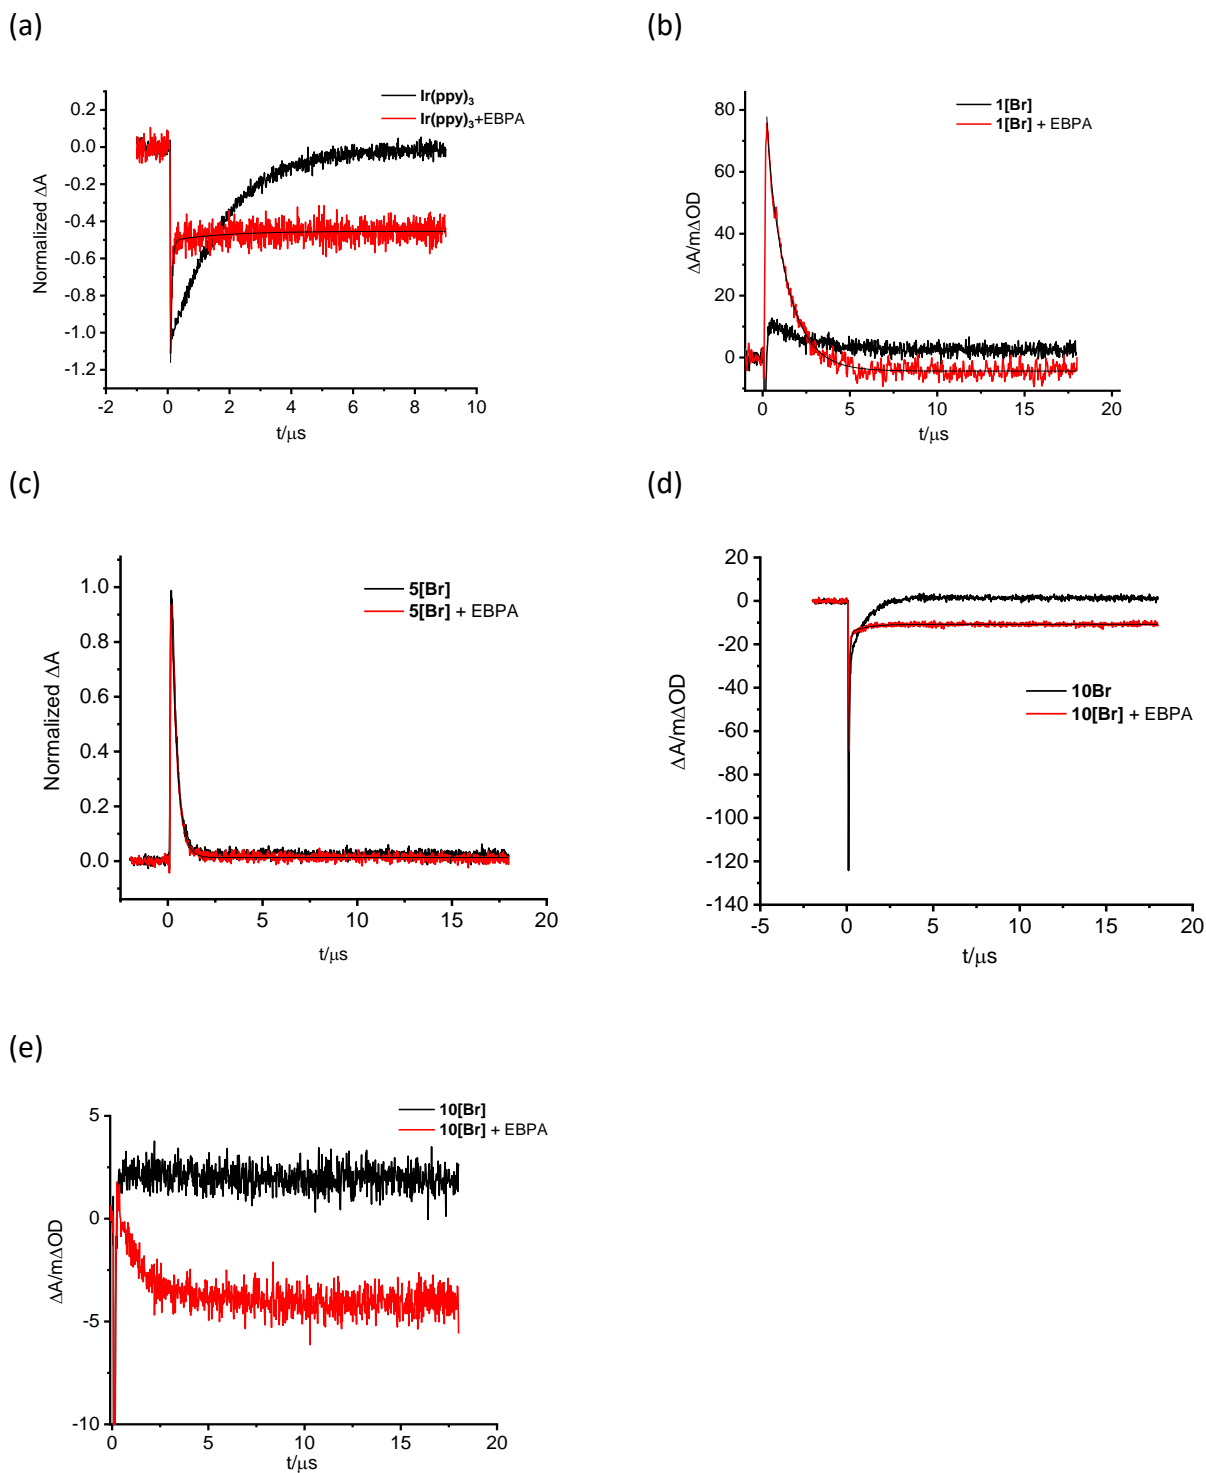 (a)
Ir(ppy)₃
Ir(ppy)₃+EBPA
Normalized ΔA
0.2
0.0
-0.2
-0.4
-0.6
-0.8
-1.0
-1.2
-2
0
2
4
6
8
10
t/μs
(b)
1[Br]
1[Br] + EBPA
ΔA/mΔOD
80
60
40
20
0
0
5
10
15
20
t/μs
(c)
5[Br]
5[Br] + EBPA
Normalized ΔA
1.0
0.8
0.6
0.4
0.2
0.0
0
5
10
15
20
t/μs
(d)
10Br
10[Br] + EBPA
ΔA/mΔOD
20
0
-20
-40
-60
-80
-100
-120
-140
-5
0
5
10
15
20
t/μs
(e)
10[Br]
10[Br] + EBPA
ΔA/mΔOD
5
0
-5
-10
0
5
10
15
20
t/μs